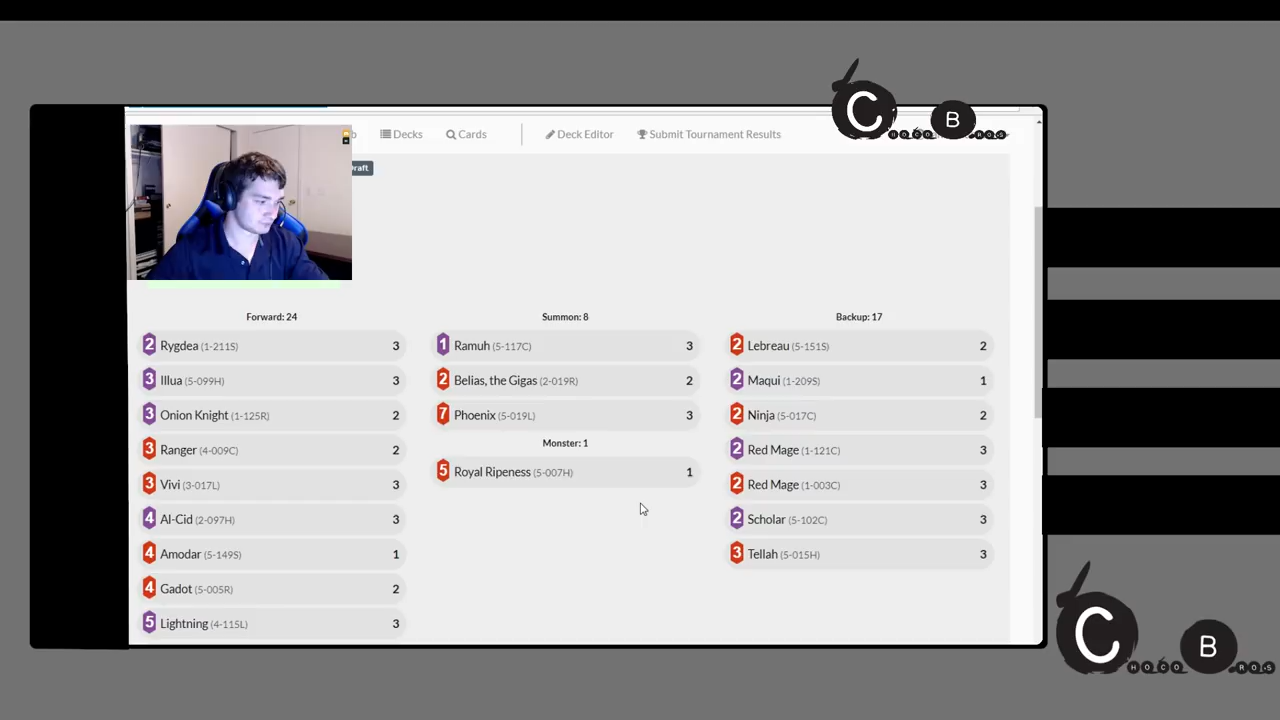 b Decks Cards Deck Editor Submit Tournament Results
C HOCO B ROS
Draft
Forward: 24
2 Rygdea (1-211S) 3
3 Illua (5-099H) 3
3 Onion Knight (1-125R) 2
3 Ranger (4-009C) 2
3 Vivi (3-017L) 3
4 Al-Cid (2-097H) 3
4 Amodar (5-149S) 1
4 Gadot (5-005R) 2
5 Lightning (4-115L) 3
Summon: 8
1 Ramuh (5-117C) 3
2 Belias, the Gigas (2-019R) 2
7 Phoenix (5-019L) 3
Monster: 1
5 Royal Ripeness (5-007H) 1
Backup: 17
2 Lebreau (5-151S) 2
2 Maqui (1-209S) 1
2 Ninja (5-017C) 2
2 Red Mage (1-121C) 3
2 Red Mage (1-003C) 3
2 Scholar (5-102C) 3
3 Tellah (5-015H) 3
C HOCO B ROS